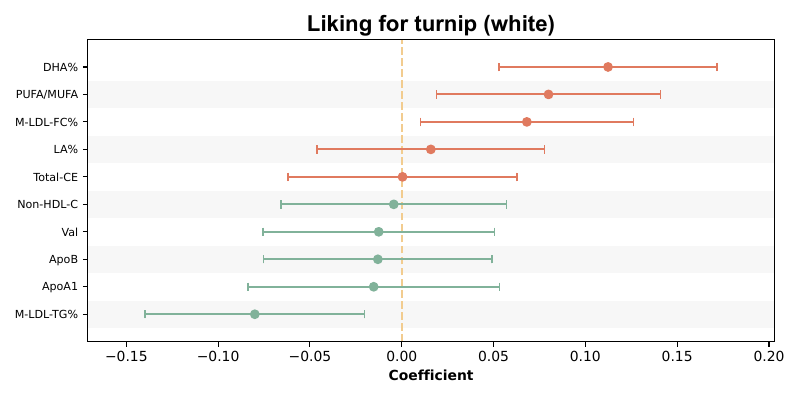 Liking for turnip (white)
DHA%
PUFA/MUFA
M-LDL-FC%
LA%
Total-CE
Non-HDL-C
Val
ApoB
ApoA1
M-LDL-TG%
−0.15 −0.10 −0.05 0.00 0.05 0.10 0.15 0.20
Coefficient